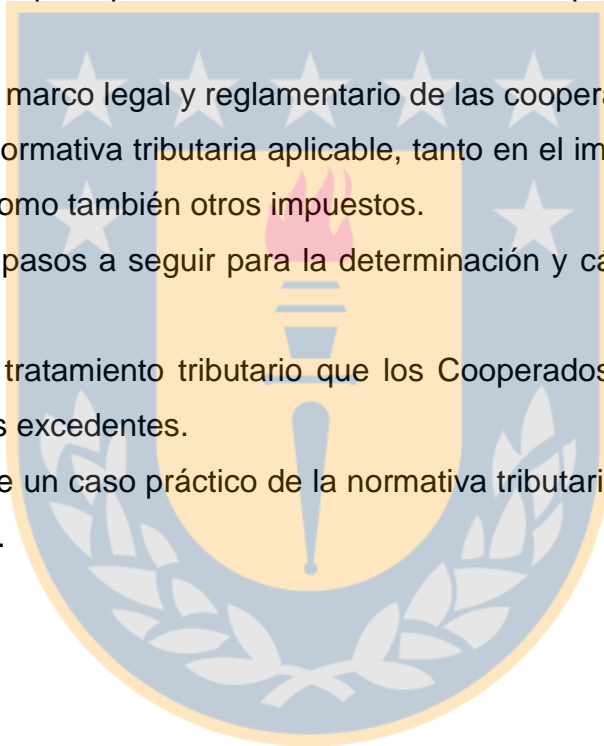 marco legal y reglamentario de las coopera
ormativa tributaria aplicable, tanto en el im
omo también otros impuestos.
pasos a seguir para la determinación y cá
tratamiento tributario que los Cooperados
s excedentes.
e un caso práctico de la normativa tributari
.